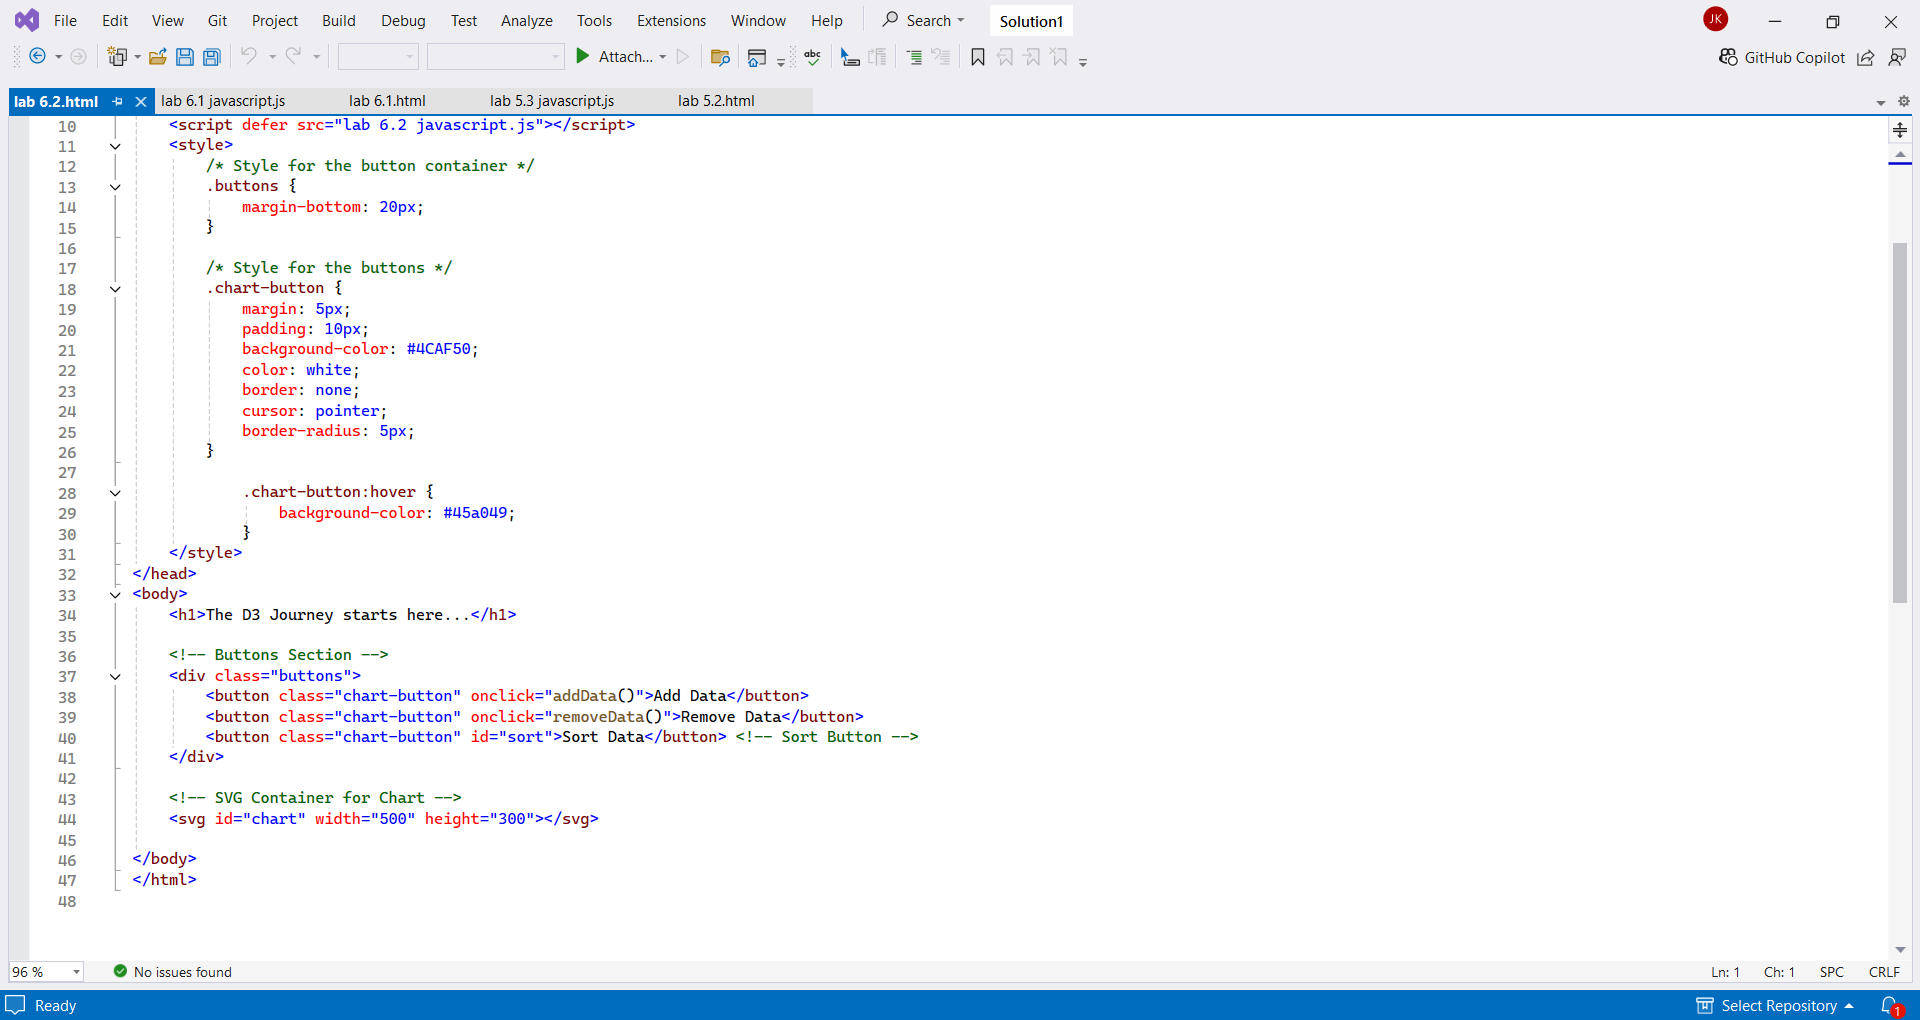 File Edit View Git Project Build Debug Test Analyze Tools Extensions Window Help Search Solution1 JK
Attach... abc GitHub Copilot
lab 6.2.html lab 6.1 javascript.js lab 6.1.html lab 5.3 javascript.js lab 5.2.html
10 <script defer src="lab 6.2 javascript.js"></script>
11 <style>
12 /* Style for the button container */
13 .buttons {
14 margin-bottom: 20px;
15 }
16
17 /* Style for the buttons */
18 .chart-button {
19 margin: 5px;
20 padding: 10px;
21 background-color: #4CAF50;
22 color: white;
23 border: none;
24 cursor: pointer;
25 border-radius: 5px;
26 }
27
28 .chart-button:hover {
29 background-color: #45a049;
30 }
31 </style>
32 </head>
33 <body>
34 <h1>The D3 Journey starts here...</h1>
35
36 <!-- Buttons Section -->
37 <div class="buttons">
38 <button class="chart-button" onclick="addData()">Add Data</button>
39 <button class="chart-button" onclick="removeData()">Remove Data</button>
40 <button class="chart-button" id="sort">Sort Data</button> <!-- Sort Button -->
41 </div>
42
43 <!-- SVG Container for Chart -->
44 <svg id="chart" width="500" height="300"></svg>
45
46 </body>
47 </html>
48
96 % No issues found Ln: 1 Ch: 1 SPC CRLF
Ready Select Repository 1